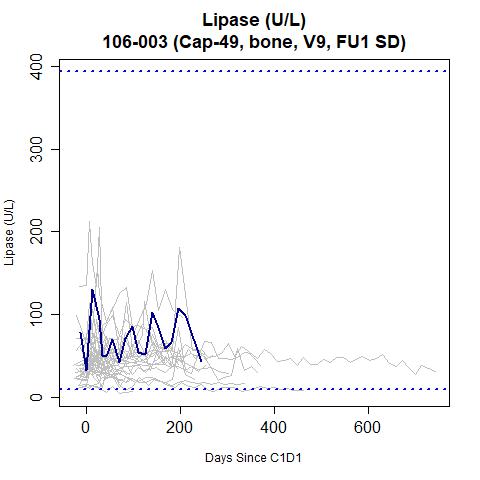 Lipase (U/L)
106-003 (Cap-49, bone, V9, FU1 SD)
Lipase (U/L)
400
300
200
100
0
0
200
400
600
Days Since C1D1